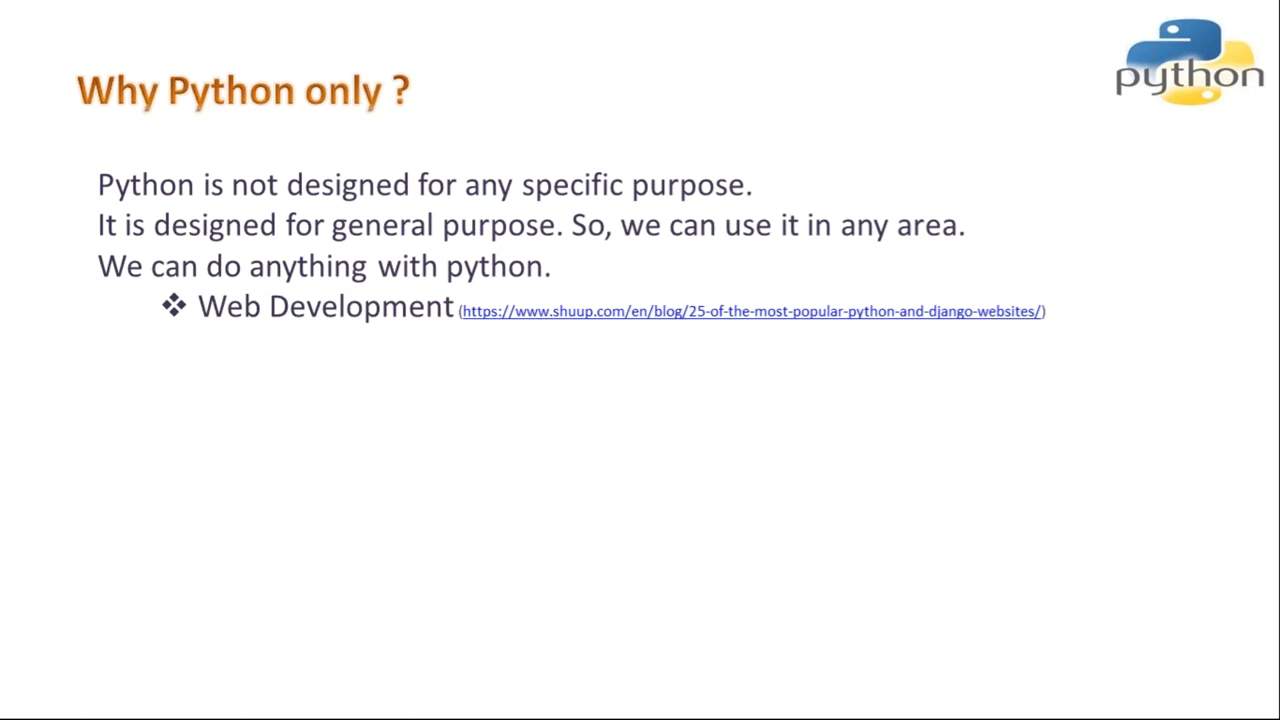 Why Python only ?
python
Python is not designed for any specific purpose.
It is designed for general purpose. So, we can use it in any area.
We can do anything with python.
❖ Web Development (https://www.shuup.com/en/blog/25-of-the-most-popular-python-and-django-websites/)